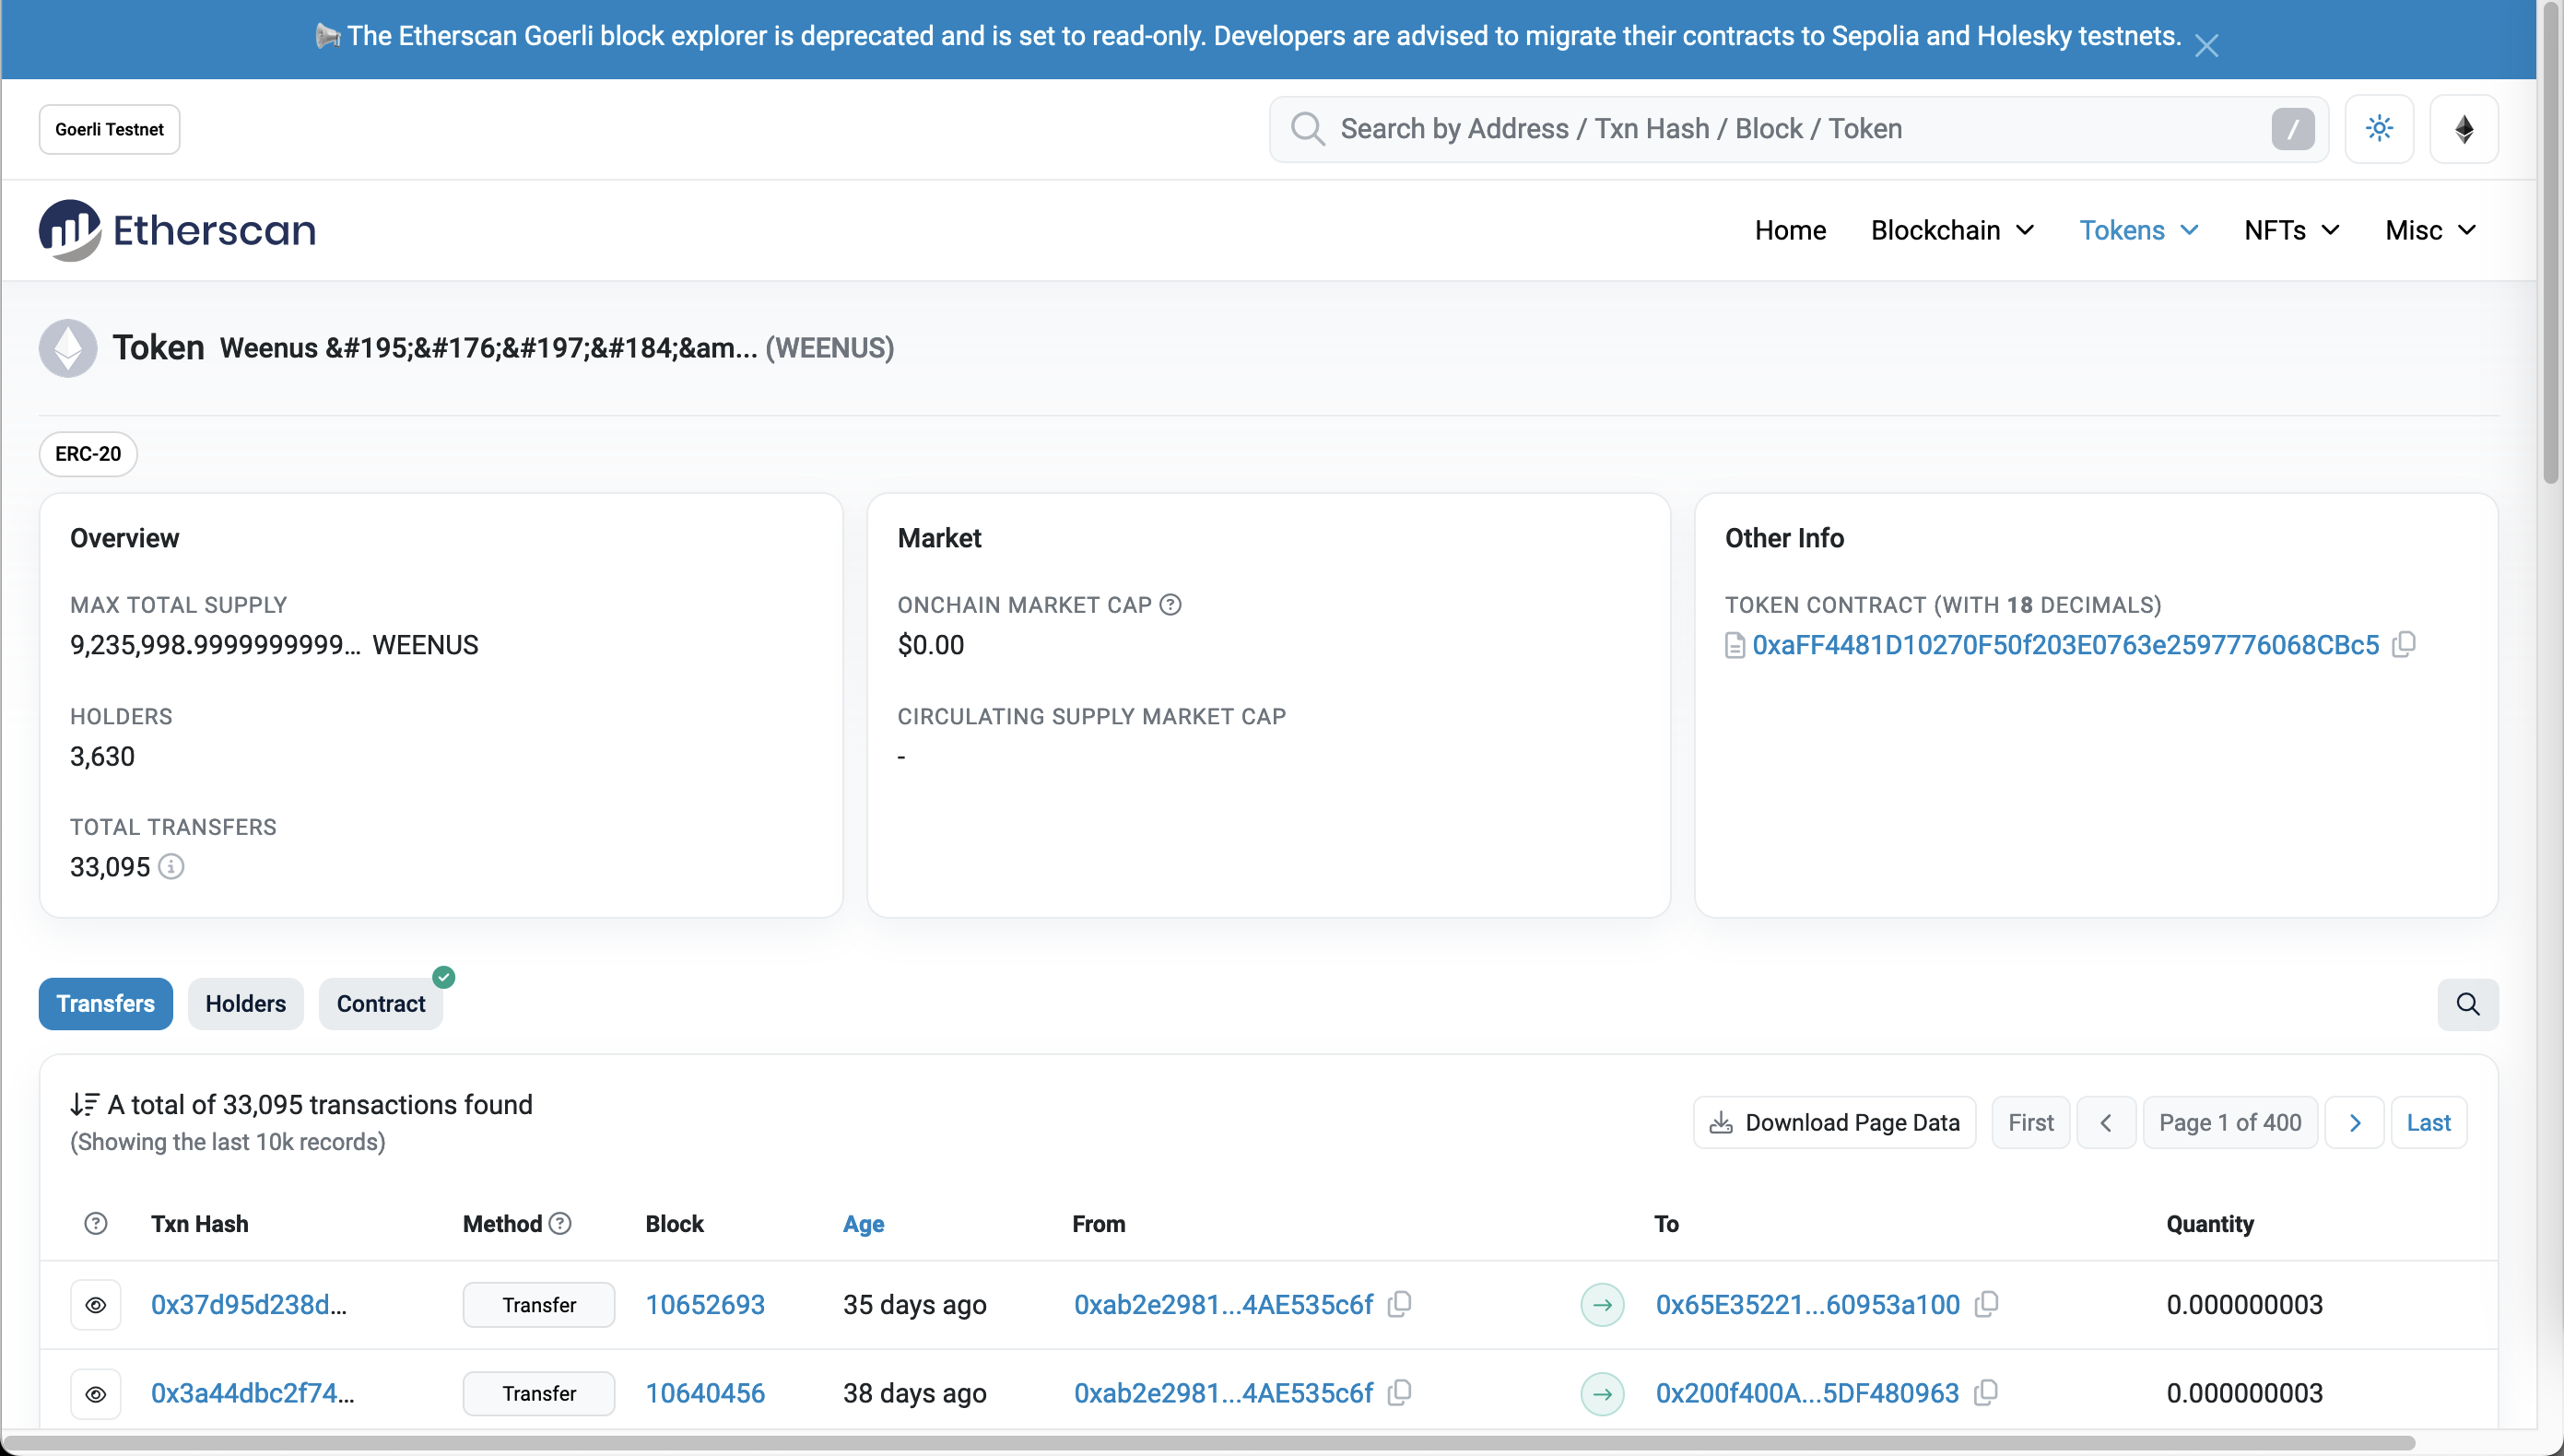 The Etherscan Goerli block explorer is deprecated and is set to read-only. Developers are advised to migrate their contracts to Sepolia and Holesky testnets.
Goerli Testnet
Search by Address / Txn Hash / Block / Token
/
Etherscan
Home Blockchain Tokens NFTs Misc
Token Weenus &#195;&#176;&#197;&#184;&am... (WEENUS)
ERC-20
Overview
MAX TOTAL SUPPLY
9,235,998.9999999999... WEENUS
HOLDERS
3,630
TOTAL TRANSFERS
33,095
Market
ONCHAIN MARKET CAP
$0.00
CIRCULATING SUPPLY MARKET CAP
-
Other Info
TOKEN CONTRACT (WITH 18 DECIMALS)
0xaFF4481D10270F50f203E0763e2597776068CBc5
Transfers Holders Contract
A total of 33,095 transactions found
(Showing the last 10k records)
Download Page Data First Page 1 of 400 Last
Txn Hash Method Block Age From To Quantity
0x37d95d238d... Transfer 10652693 35 days ago 0xab2e2981...4AE535c6f 0x65E35221...60953a100 0.000000003
0x3a44dbc2f74... Transfer 10640456 38 days ago 0xab2e2981...4AE535c6f 0x200f400A...5DF480963 0.000000003